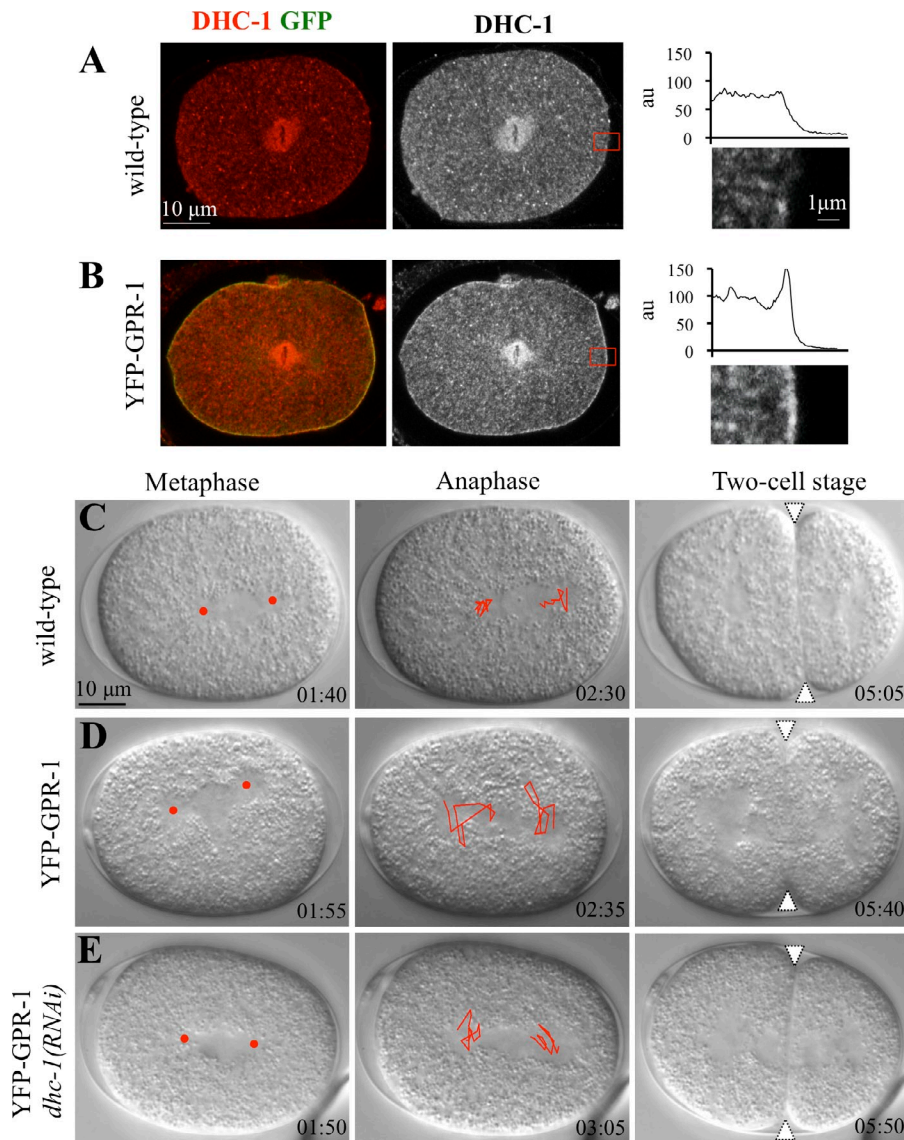 DHC-1 GFP DHC-1
A
wild-type
10 µm
au
150
100
50
0
1µm
B
YFP-GPR-1
au
150
100
50
0
Metaphase Anaphase Two-cell stage
C
wild-type
10 µm
01:40
02:30
05:05
D
YFP-GPR-1
01:55
02:35
05:40
E
YFP-GPR-1
dhc-1(RNAi)
01:50
03:05
05:50